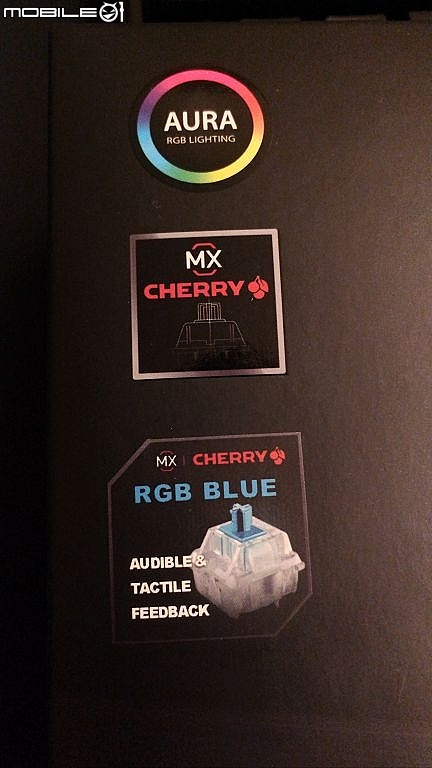 MOBILE01
AURA
RGB LIGHTING
MX
CHERRY
MX | CHERRY
RGB BLUE
AUDIBLE &
TACTILE
FEEDBACK